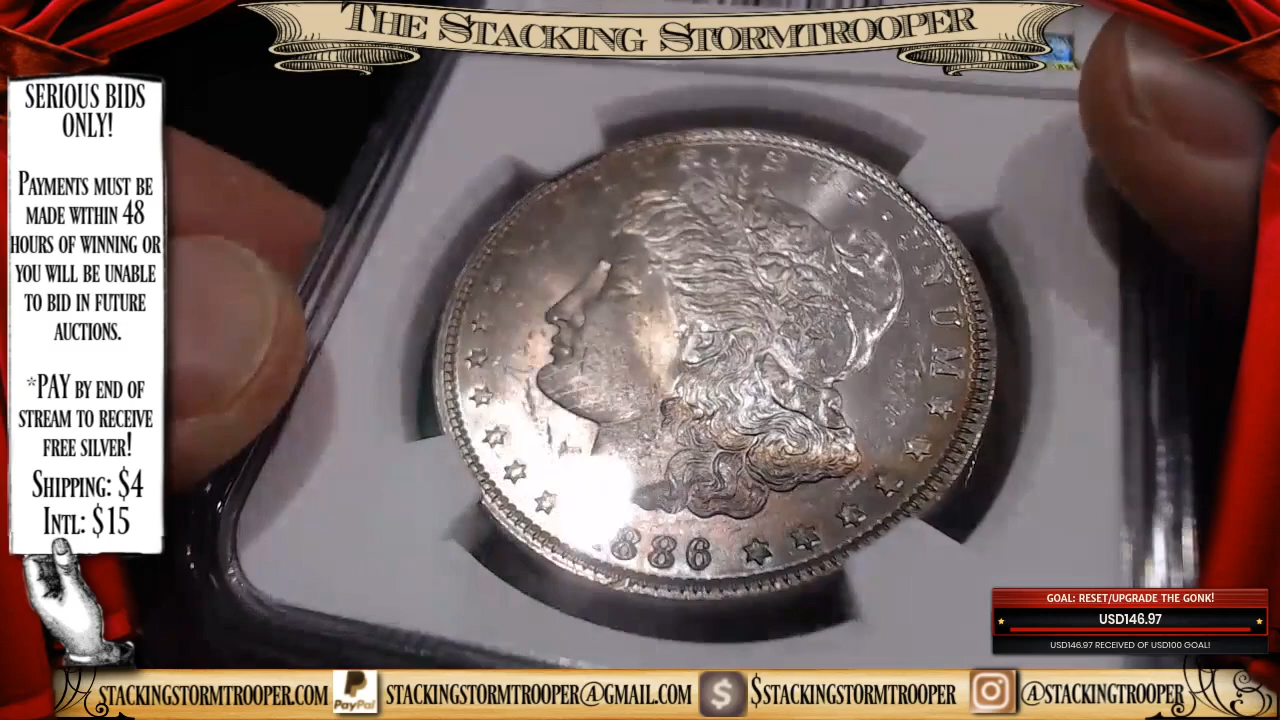 THE STACKING STORMTROOPER
SERIOUS BIDS
ONLY!
PAYMENTS MUST BE
MADE WITHIN 48
HOURS OF WINNING OR
YOU WILL BE UNABLE
TO BID IN FUTURE
AUCTIONS.
*PAY BY END OF
STREAM TO RECEIVE
FREE SILVER!
SHIPPING: $4
INTL: $15
UNUM
886
GOAL: RESET/UPGRADE THE GONK!
USD146.97
USD146.97 RECEIVED OF USD100 GOAL!
STACKINGSTORMTROOPER.COM
PayPal
STACKINGSTORMTROOPER@GMAIL.COM
$
$STACKINGSTORMTROOPER
@STACKINGTROOPER